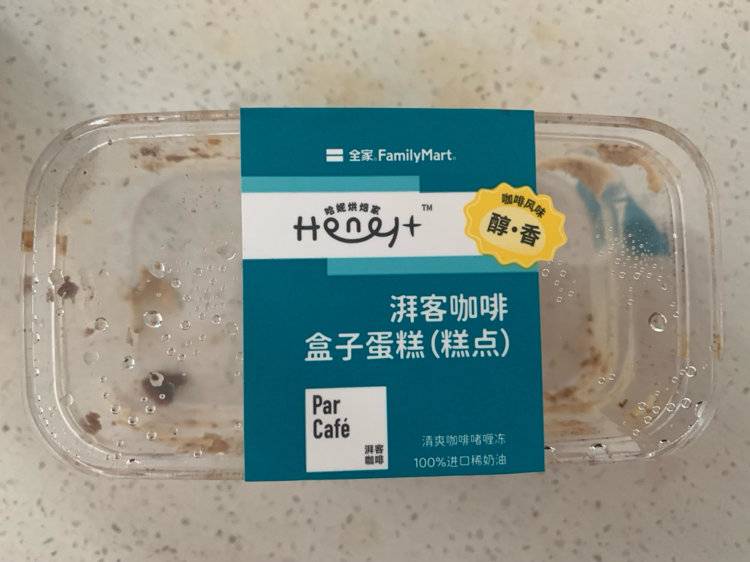 全家 FamilyMart
哈妮烘焙家
Honey+ ™
咖啡风味
醇·香
湃客咖啡
盒子蛋糕(糕点)
Par
Café
湃客
咖啡
清爽咖啡啫喱冻
100%进口稀奶油